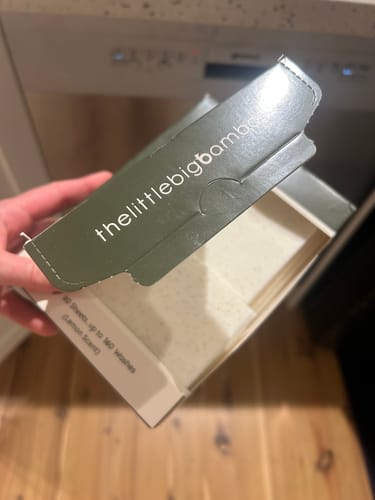 thelittlebigbamboo
80 Sheets, up to 160 washes
(Lemon Scent)